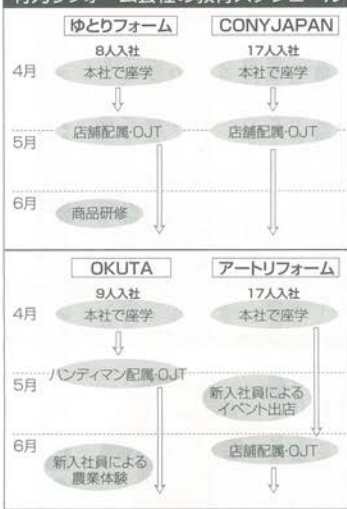 ゆとりフォーム
8人入社
4月
本社で座学
店舗配属・OJT
5月
6月
商品研修
CONYJAPAN
17人入社
本社で座学
店舗配属・OJT
OKUTA
9人入社
4月
本社で座学
ハンディマン配属・OJT
5月
6月
新入社員による
農業体験
アートリフォーム
17人入社
本社で座学
新入社員による
イベント出店
店舗配属・OJT